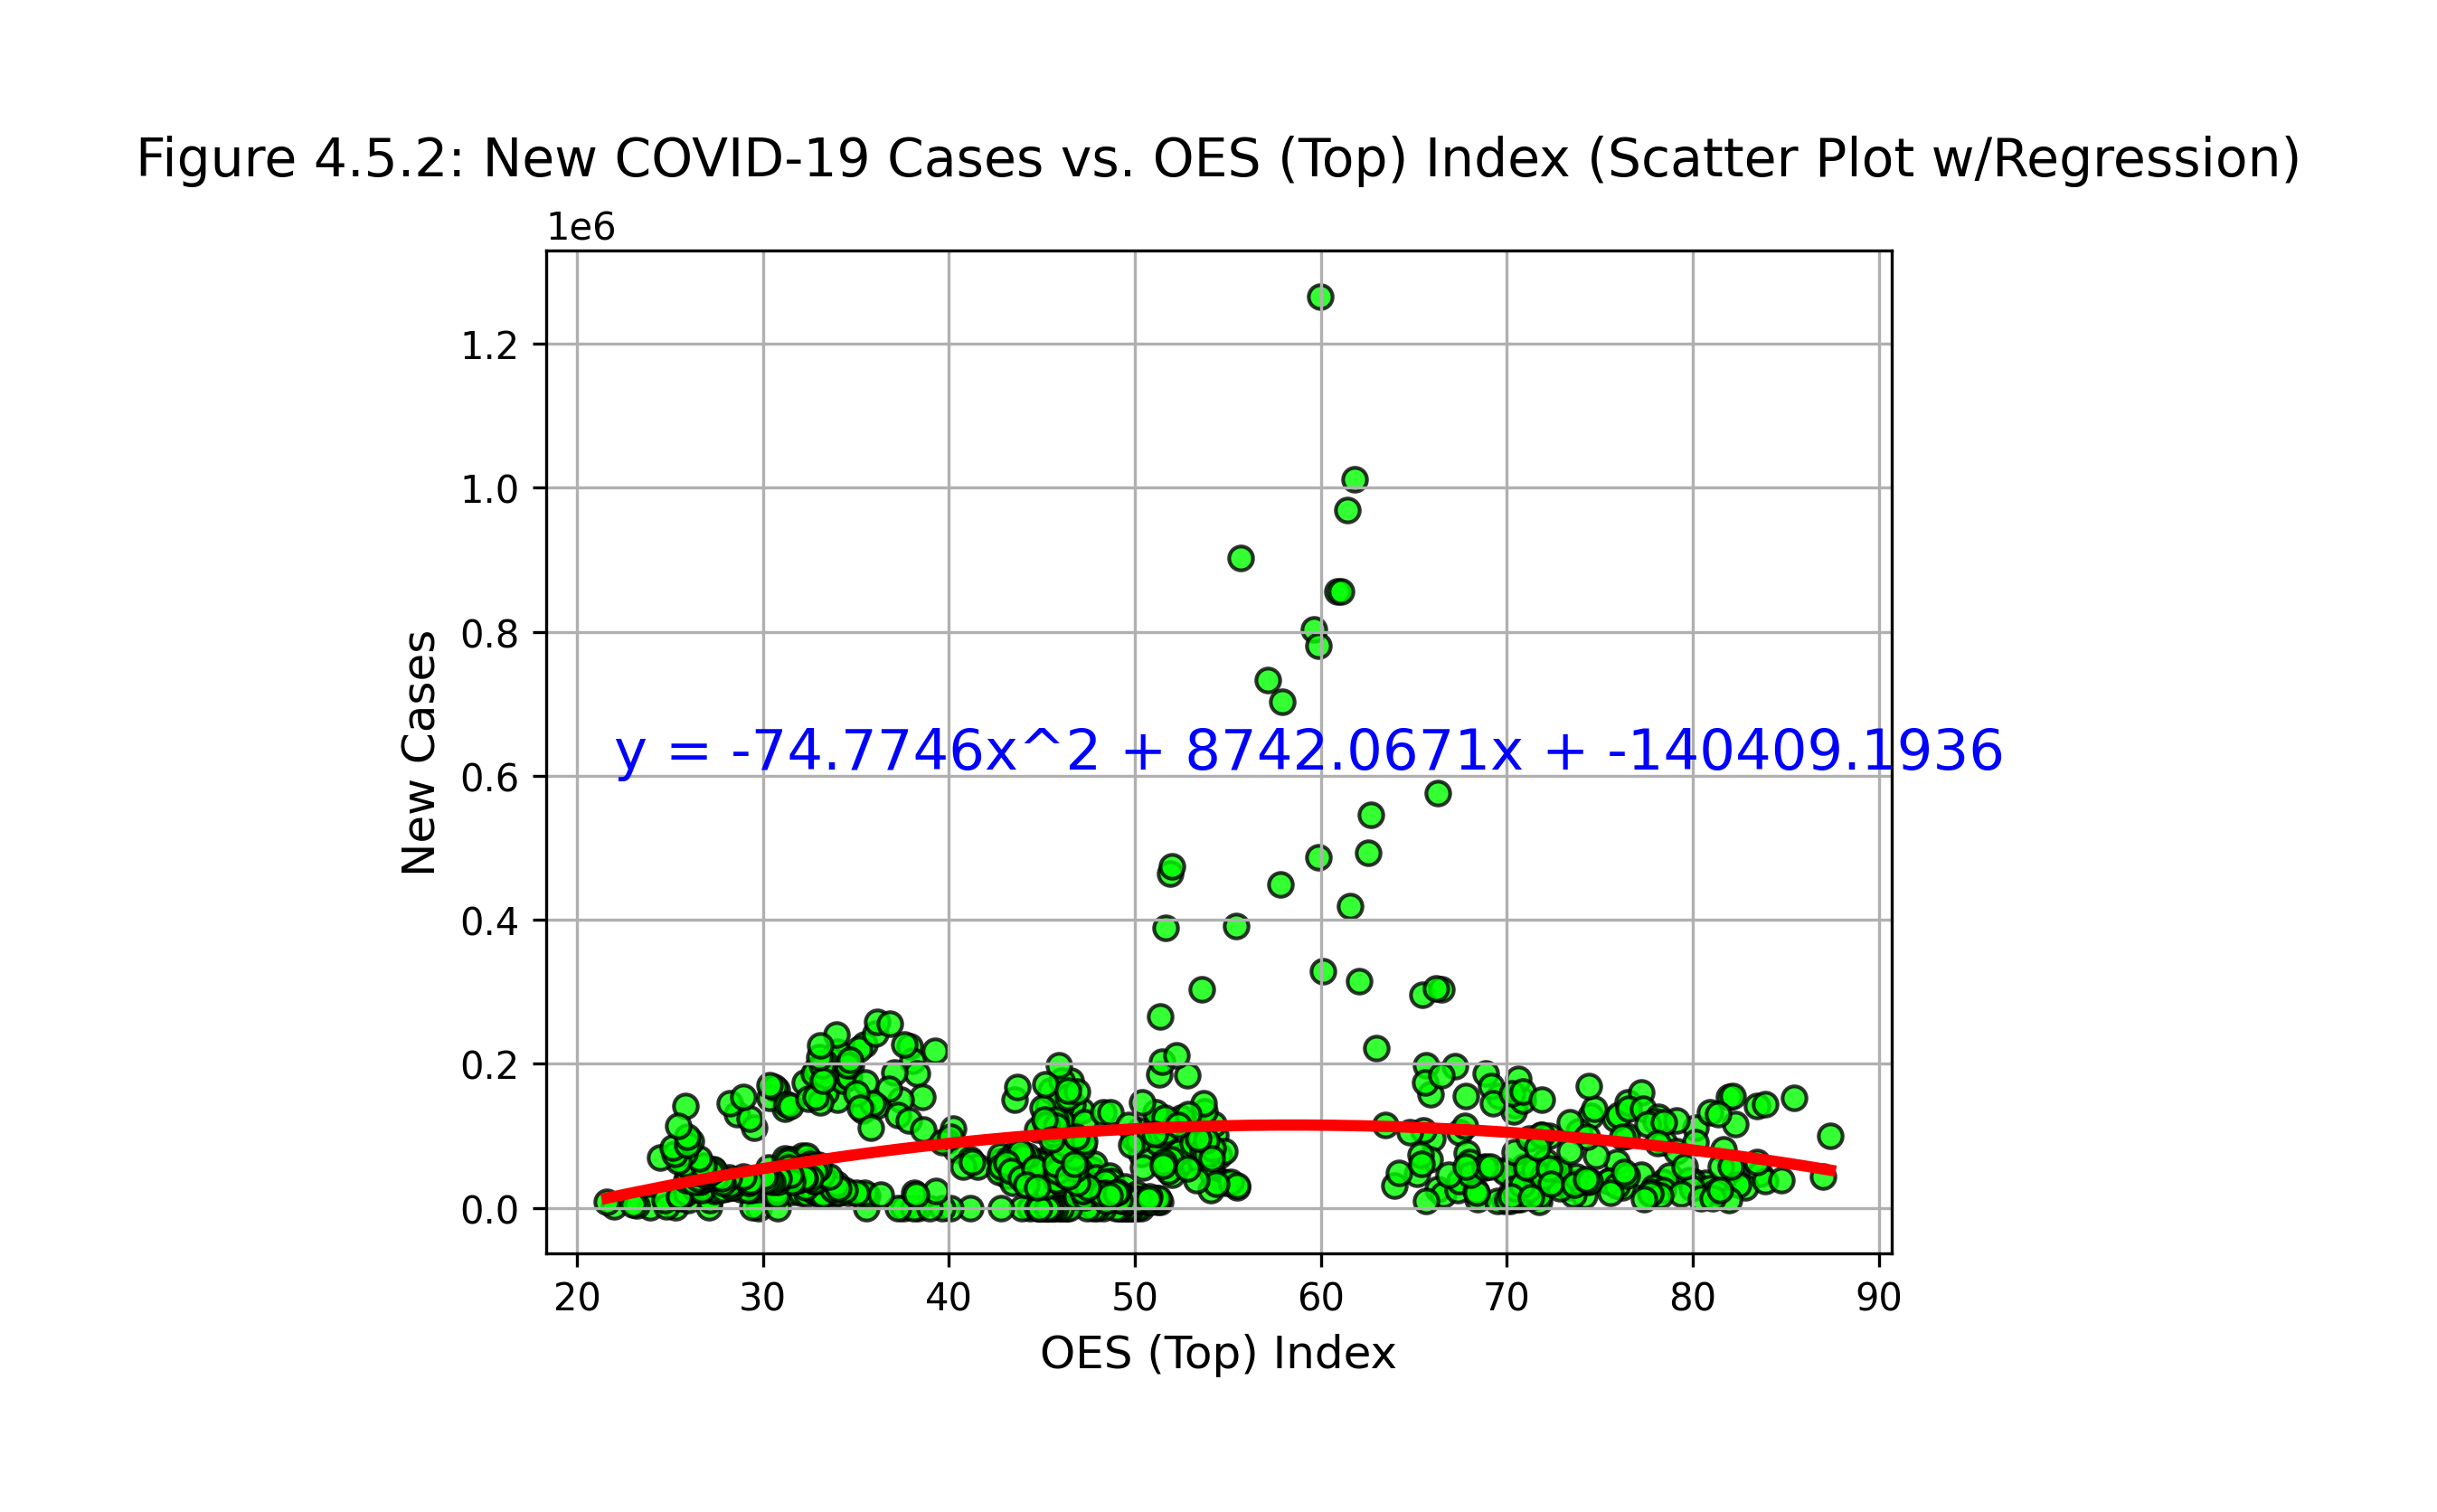 Figure 4.5.2: New COVID-19 Cases vs. OES (Top) Index (Scatter Plot w/Regression)
1e6
1.2
1.0
0.8
y = -74.7746x^2 + 8742.0671x + -140409.1936
0.6
0.4
0.2
0.0
New Cases
20 30 40 50 60 70 80 90
OES (Top) Index